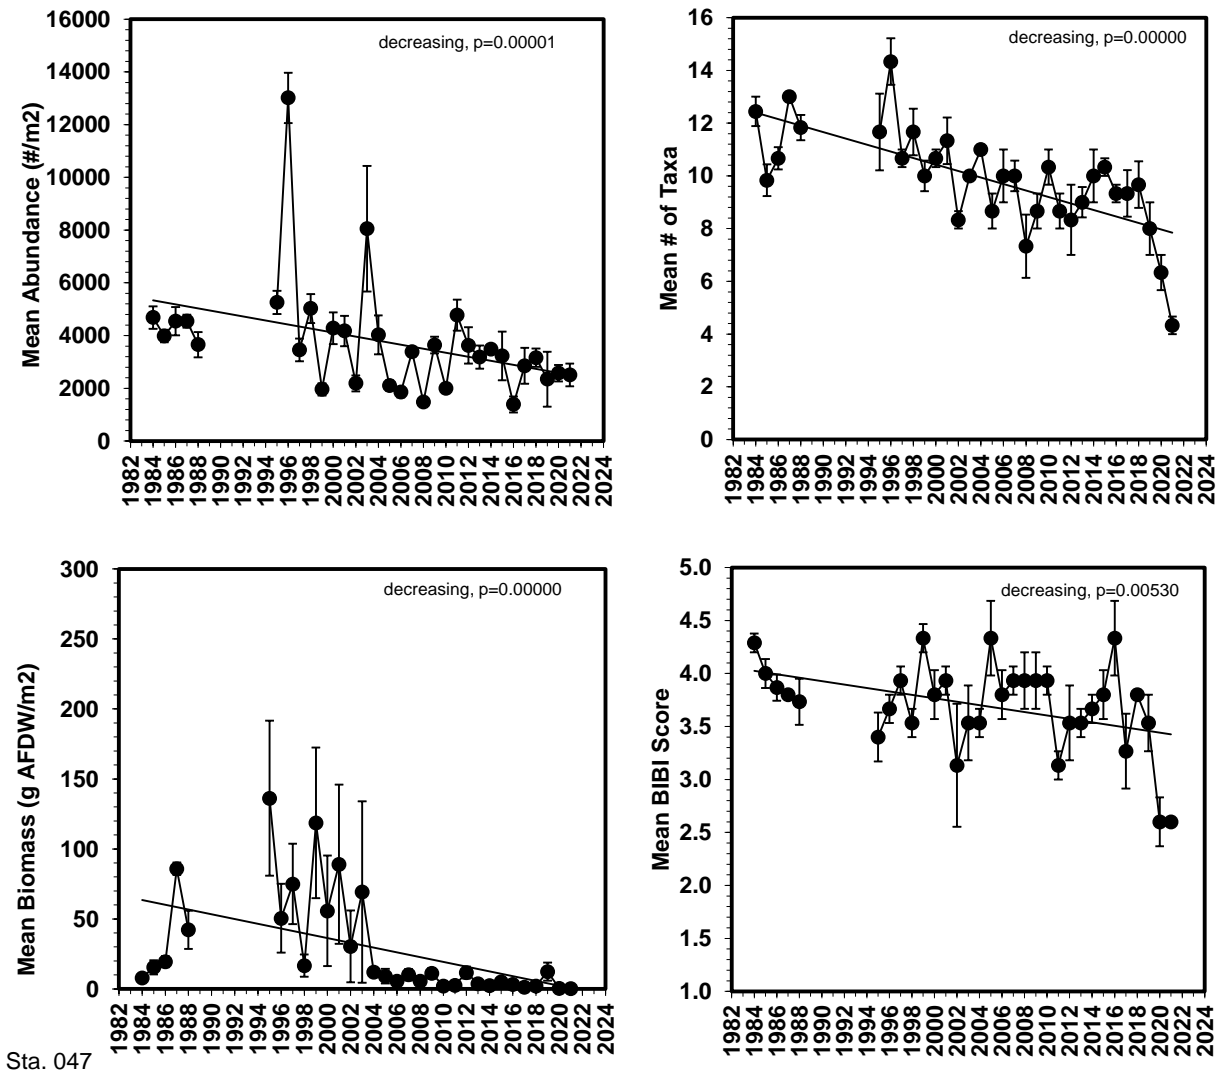 decreasing, p=0.00001
Mean Abundance (#/m2)
16000
14000
12000
10000
8000
6000
4000
2000
0
1982 1984 1986 1988 1990 1992 1994 1996 1998 2000 2002 2004 2006 2008 2010 2012 2014 2016 2018 2020 2022 2024
decreasing, p=0.00000
Mean # of Taxa
16
14
12
10
8
6
4
2
0
1982 1984 1986 1988 1990 1992 1994 1996 1998 2000 2002 2004 2006 2008 2010 2012 2014 2016 2018 2020 2022 2024
decreasing, p=0.00000
Mean Biomass (g AFDW/m2)
300
250
200
150
100
50
0
1982 1984 1986 1988 1990 1992 1994 1996 1998 2000 2002 2004 2006 2008 2010 2012 2014 2016 2018 2020 2022 2024
decreasing, p=0.00530
Mean BIBI Score
5.0
4.5
4.0
3.5
3.0
2.5
2.0
1.5
1.0
1982 1984 1986 1988 1990 1992 1994 1996 1998 2000 2002 2004 2006 2008 2010 2012 2014 2016 2018 2020 2022 2024
Sta. 047